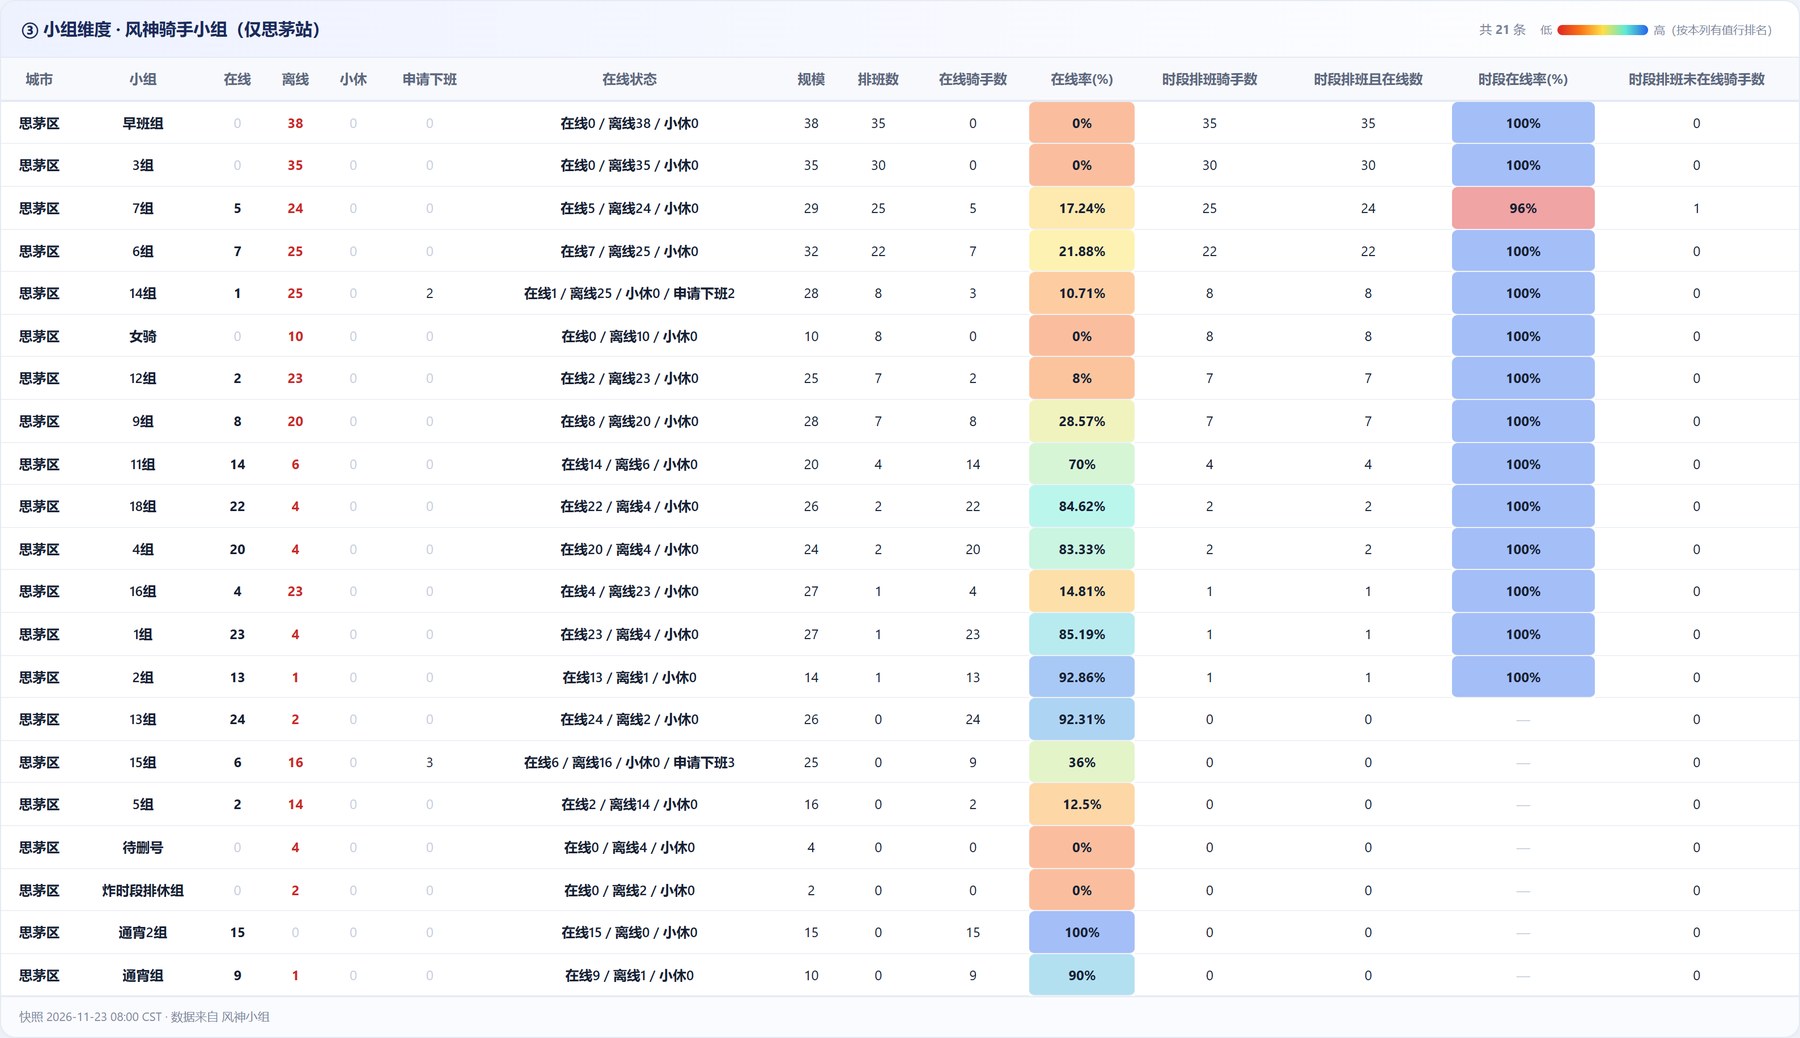 ③ 小组维度 · 风神骑手小组（仅思茅站）
共 21 条 低 高 (按本列有值行排名)
城市 小组 在线 离线 小休 申请下班 在线状态 规模 排班数 在线骑手数 在线率(%) 时段排班骑手数 时段排班且在线数 时段在线率(%) 时段排班未在线骑手数
思茅区 早班组 0 38 0 0 在线0 / 离线38 / 小休0 38 35 0 0% 35 35 100% 0
思茅区 3组 0 35 0 0 在线0 / 离线35 / 小休0 35 30 0 0% 30 30 100% 0
思茅区 7组 5 24 0 0 在线5 / 离线24 / 小休0 29 25 5 17.24% 25 24 96% 1
思茅区 6组 7 25 0 0 在线7 / 离线25 / 小休0 32 22 7 21.88% 22 22 100% 0
思茅区 14组 1 25 0 2 在线1 / 离线25 / 小休0 / 申请下班2 28 8 3 10.71% 8 8 100% 0
思茅区 女骑 0 10 0 0 在线0 / 离线10 / 小休0 10 8 0 0% 8 8 100% 0
思茅区 12组 2 23 0 0 在线2 / 离线23 / 小休0 25 7 2 8% 7 7 100% 0
思茅区 9组 8 20 0 0 在线8 / 离线20 / 小休0 28 7 8 28.57% 7 7 100% 0
思茅区 11组 14 6 0 0 在线14 / 离线6 / 小休0 20 4 14 70% 4 4 100% 0
思茅区 18组 22 4 0 0 在线22 / 离线4 / 小休0 26 2 22 84.62% 2 2 100% 0
思茅区 4组 20 4 0 0 在线20 / 离线4 / 小休0 24 2 20 83.33% 2 2 100% 0
思茅区 16组 4 23 0 0 在线4 / 离线23 / 小休0 27 1 4 14.81% 1 1 100% 0
思茅区 1组 23 4 0 0 在线23 / 离线4 / 小休0 27 1 23 85.19% 1 1 100% 0
思茅区 2组 13 1 0 0 在线13 / 离线1 / 小休0 14 1 13 92.86% 1 1 100% 0
思茅区 13组 24 2 0 0 在线24 / 离线2 / 小休0 26 0 24 92.31% 0 0 — 0
思茅区 15组 6 16 0 3 在线6 / 离线16 / 小休0 / 申请下班3 25 0 9 36% 0 0 — 0
思茅区 5组 2 14 0 0 在线2 / 离线14 / 小休0 16 0 2 12.5% 0 0 — 0
思茅区 待删号 0 4 0 0 在线0 / 离线4 / 小休0 4 0 0 0% 0 0 — 0
思茅区 炸时段排休组 0 2 0 0 在线0 / 离线2 / 小休0 2 0 0 0% 0 0 — 0
思茅区 通宵2组 15 0 0 0 在线15 / 离线0 / 小休0 15 0 15 100% 0 0 — 0
思茅区 通宵组 9 1 0 0 在线9 / 离线1 / 小休0 10 0 9 90% 0 0 — 0
快照 2026-11-23 08:00 CST · 数据来自 风神小组